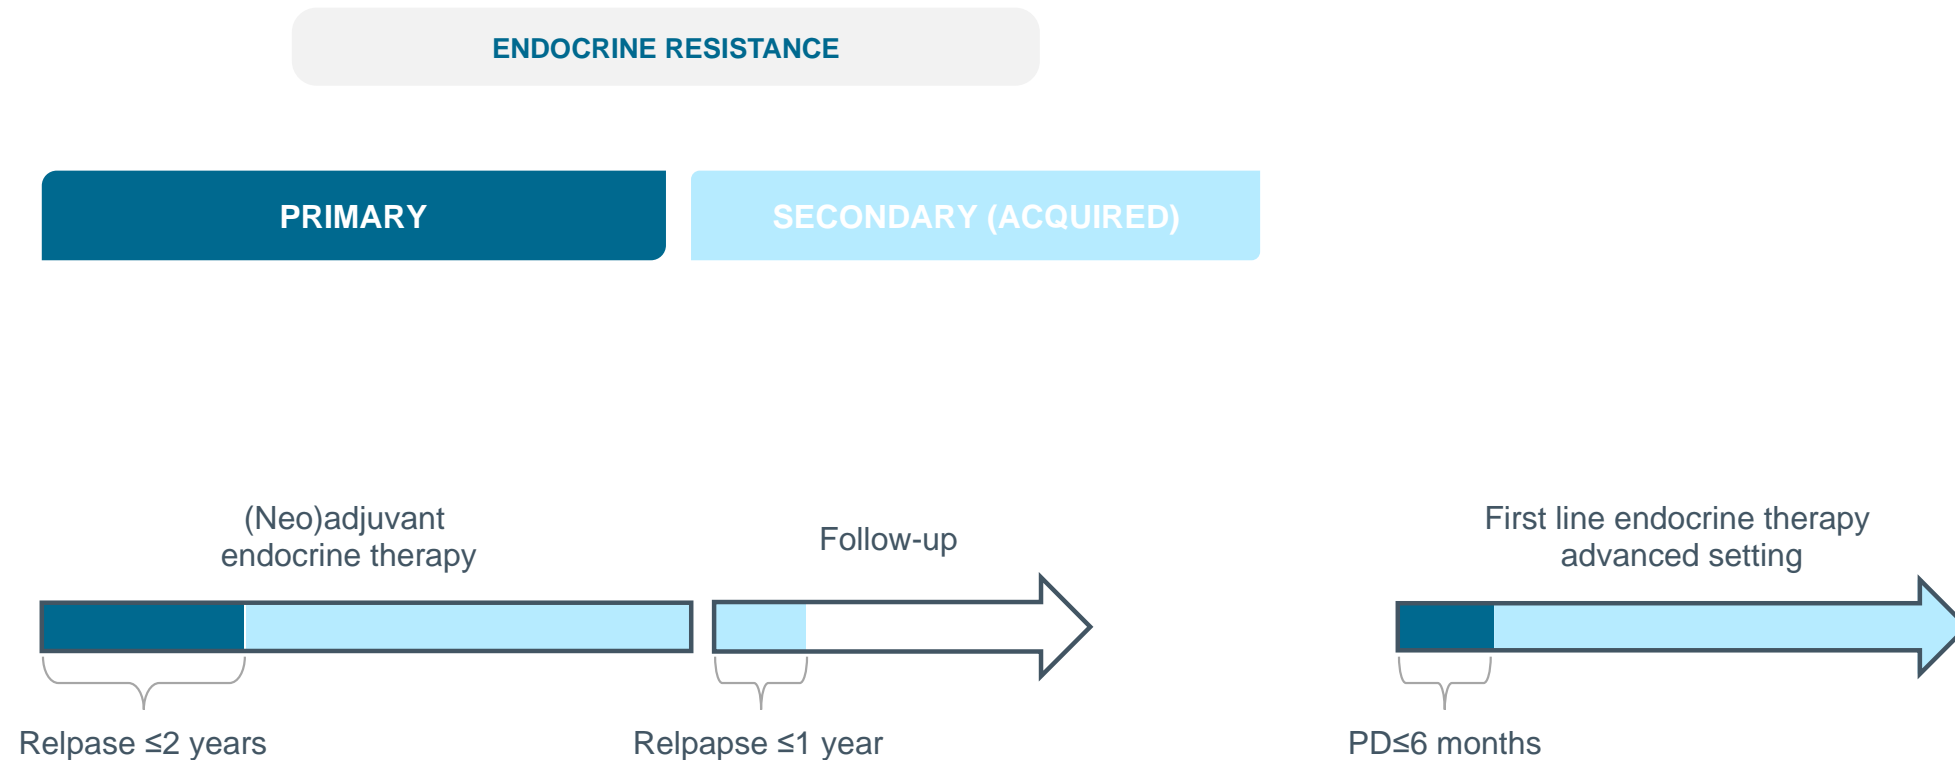 ENDOCRINE RESISTANCE
PRIMARY
SECONDARY (ACQUIRED)
(Neo)adjuvant
endocrine therapy
Follow-up
First line endocrine therapy
advanced setting
Relpase ≤2 years
Relpapse ≤1 year
PD≤6 months